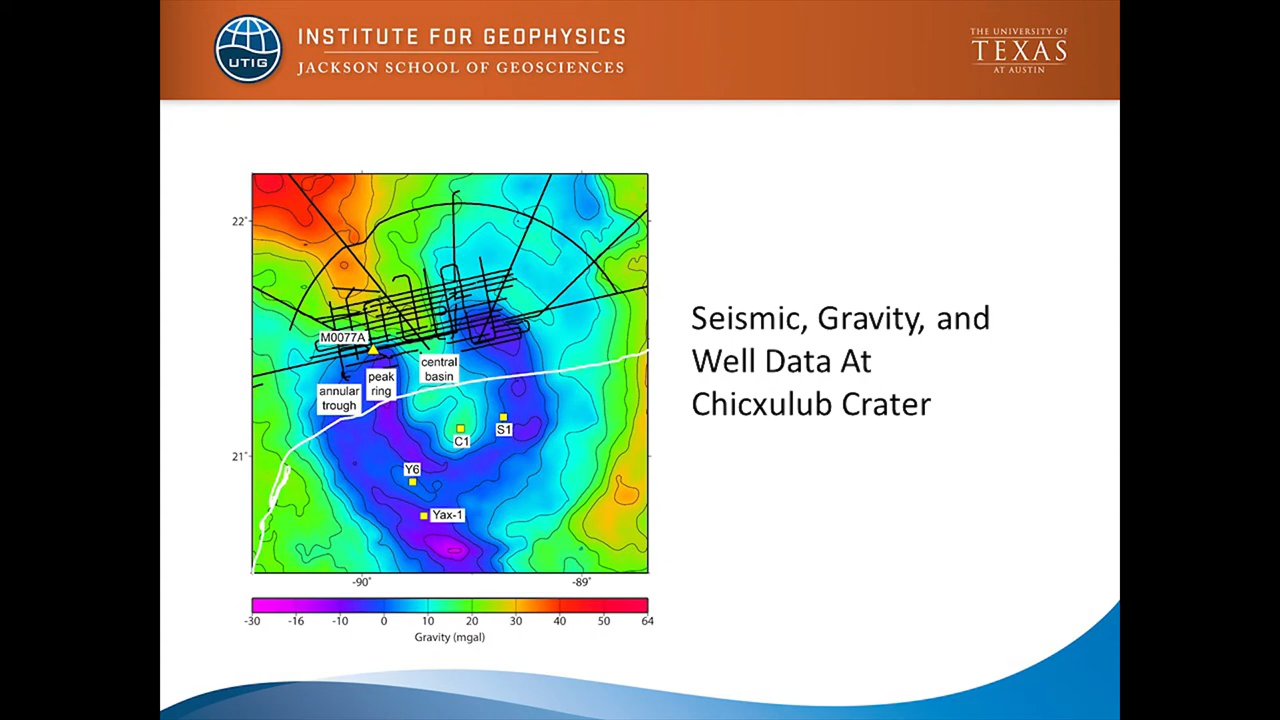 INSTITUTE FOR GEOPHYSICS
JACKSON SCHOOL OF GEOSCIENCES
UTIG
THE UNIVERSITY OF
TEXAS
AT AUSTIN
22°
21°
M0077A
central
basin
peak
ring
annular
trough
C1
S1
Y6
Yax-1
-90°
-89°
-30 -16 -10 0 10 20 30 40 50 64
Gravity (mgal)
Seismic, Gravity, and
Well Data At
Chicxulub Crater